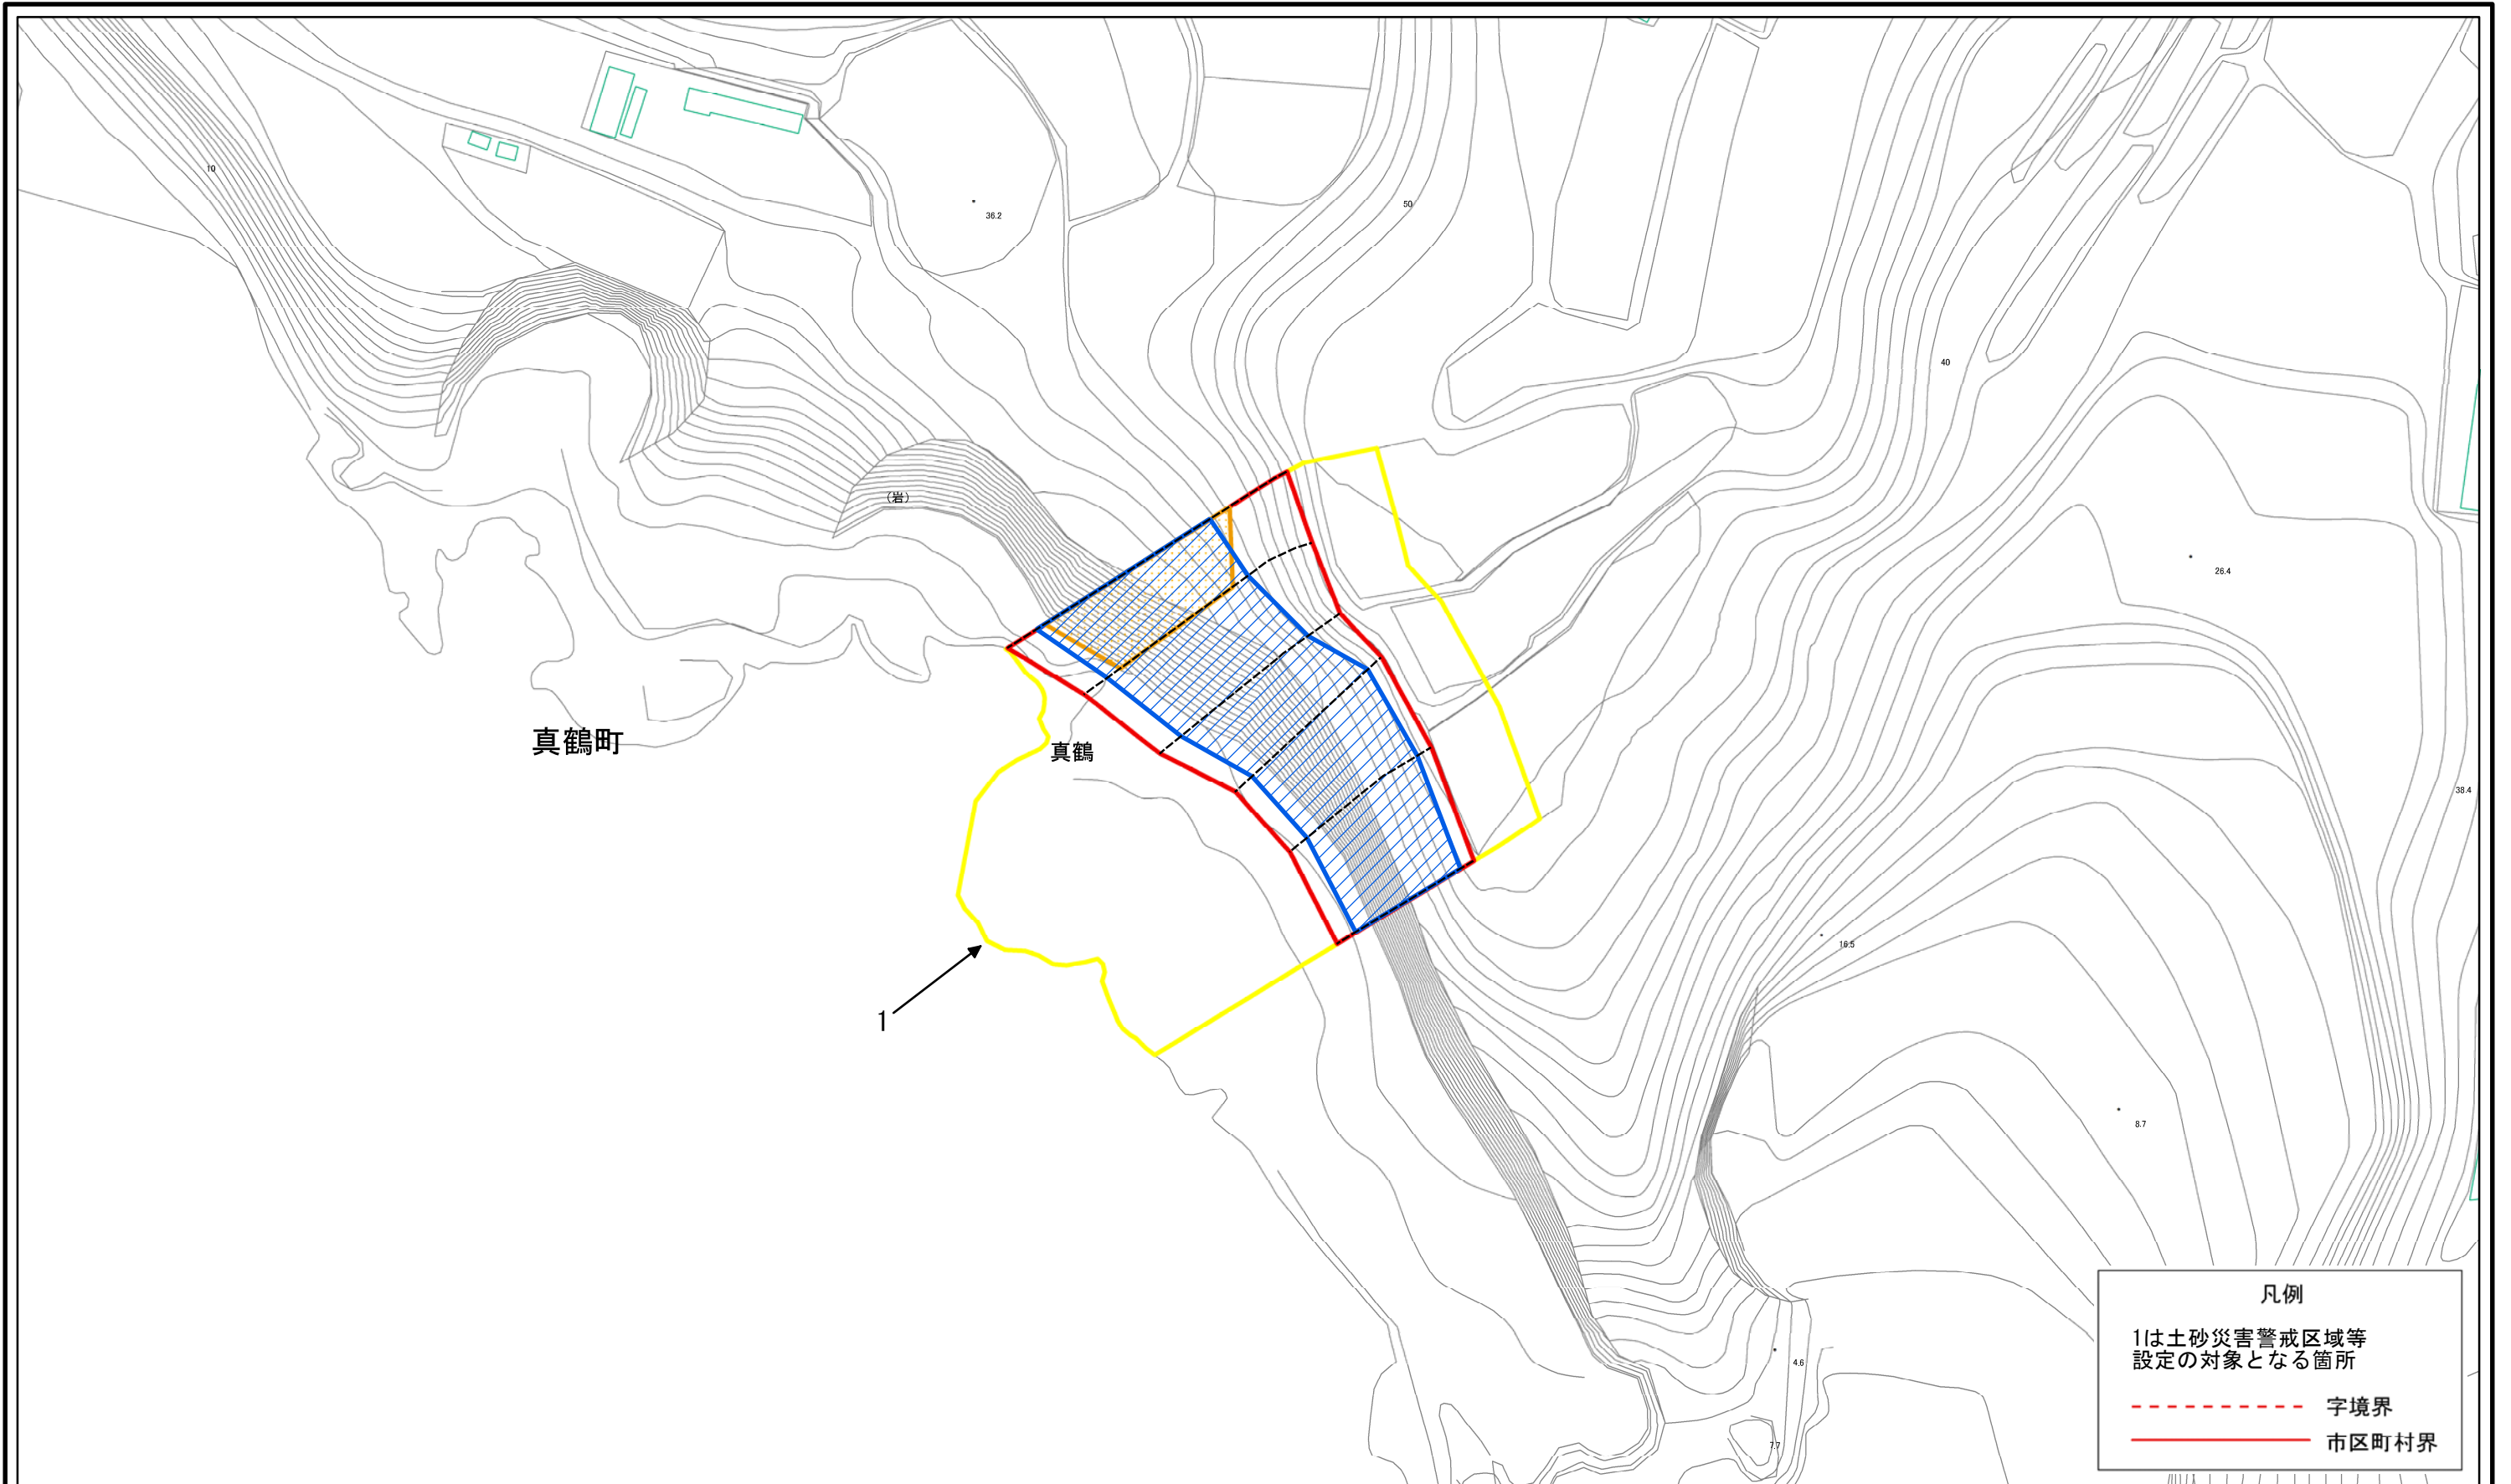 10
36.2
50
40
(岩)
26.4
真鶴町
真鶴
38.4
16.5
1
8.7
4.6
7.7
凡例
1は土砂災害警戒区域等
設定の対象となる箇所
字境界
市区町村界